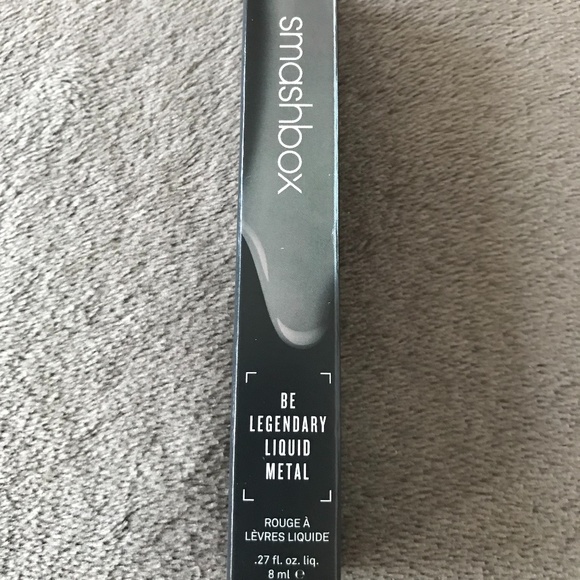 smashbox
BE
LEGENDARY
LIQUID
METAL
ROUGE À
LÈVRES LIQUIDE
.27 fl. oz. liq.
8 ml ℮